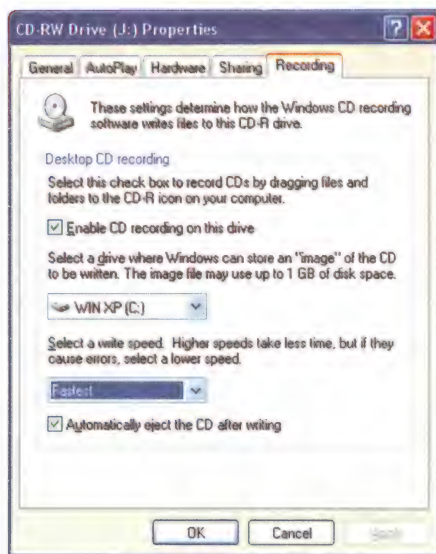 CD-RW Drive (J:) Properties
General AutoPlay Hardware Sharing Recording
These settings determine how the Windows CD recording
software writes files to this CD-R drive.
Desktop CD recording
Select this check box to record CDs by dragging files and
folders to the CD-R icon on your computer.
Enable CD recording on this drive
Select a drive where Windows can store an "image" of the CD
to be written. The image file may use up to 1 GB of disk space.
WIN XP (C:)
Select a write speed. Higher speeds take less time, but if they
cause errors, select a lower speed.
Fastest
Automatically eject the CD after writing
OK Cancel